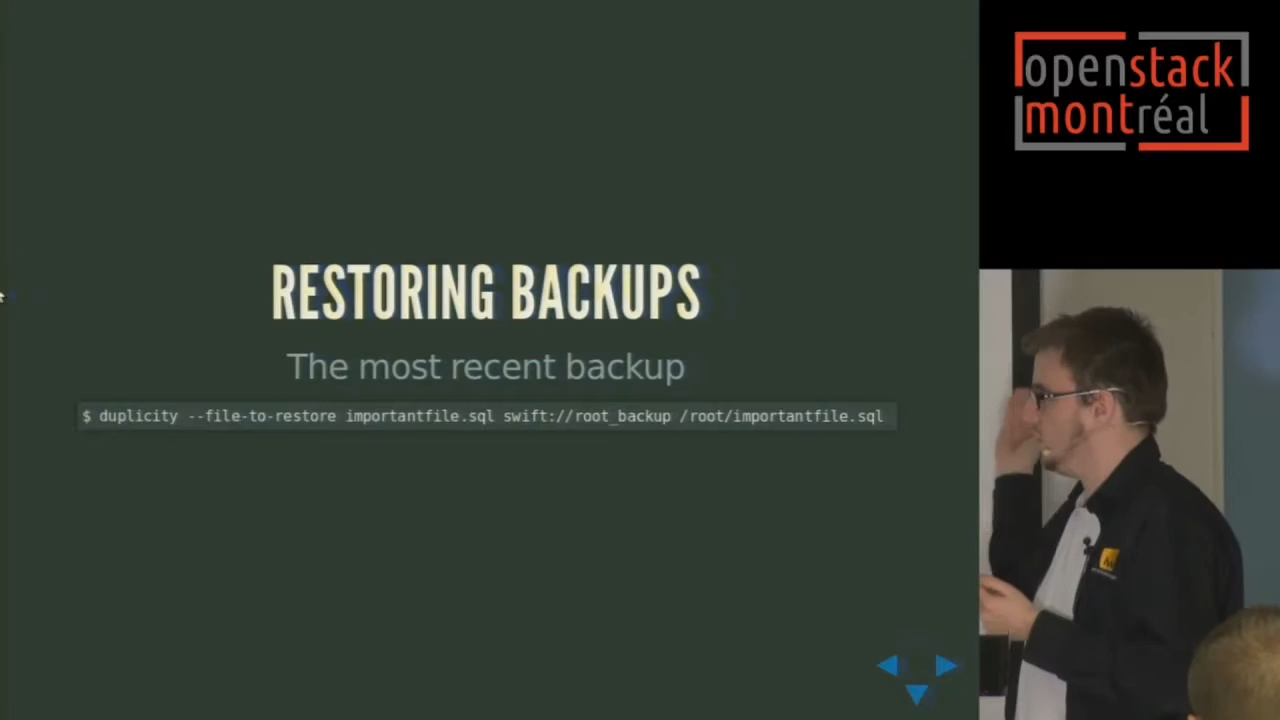 RESTORING BACKUPS
The most recent backup
$ duplicity --file-to-restore importantfile.sql swift://root_backup /root/importantfile.sql
openstack
montréal